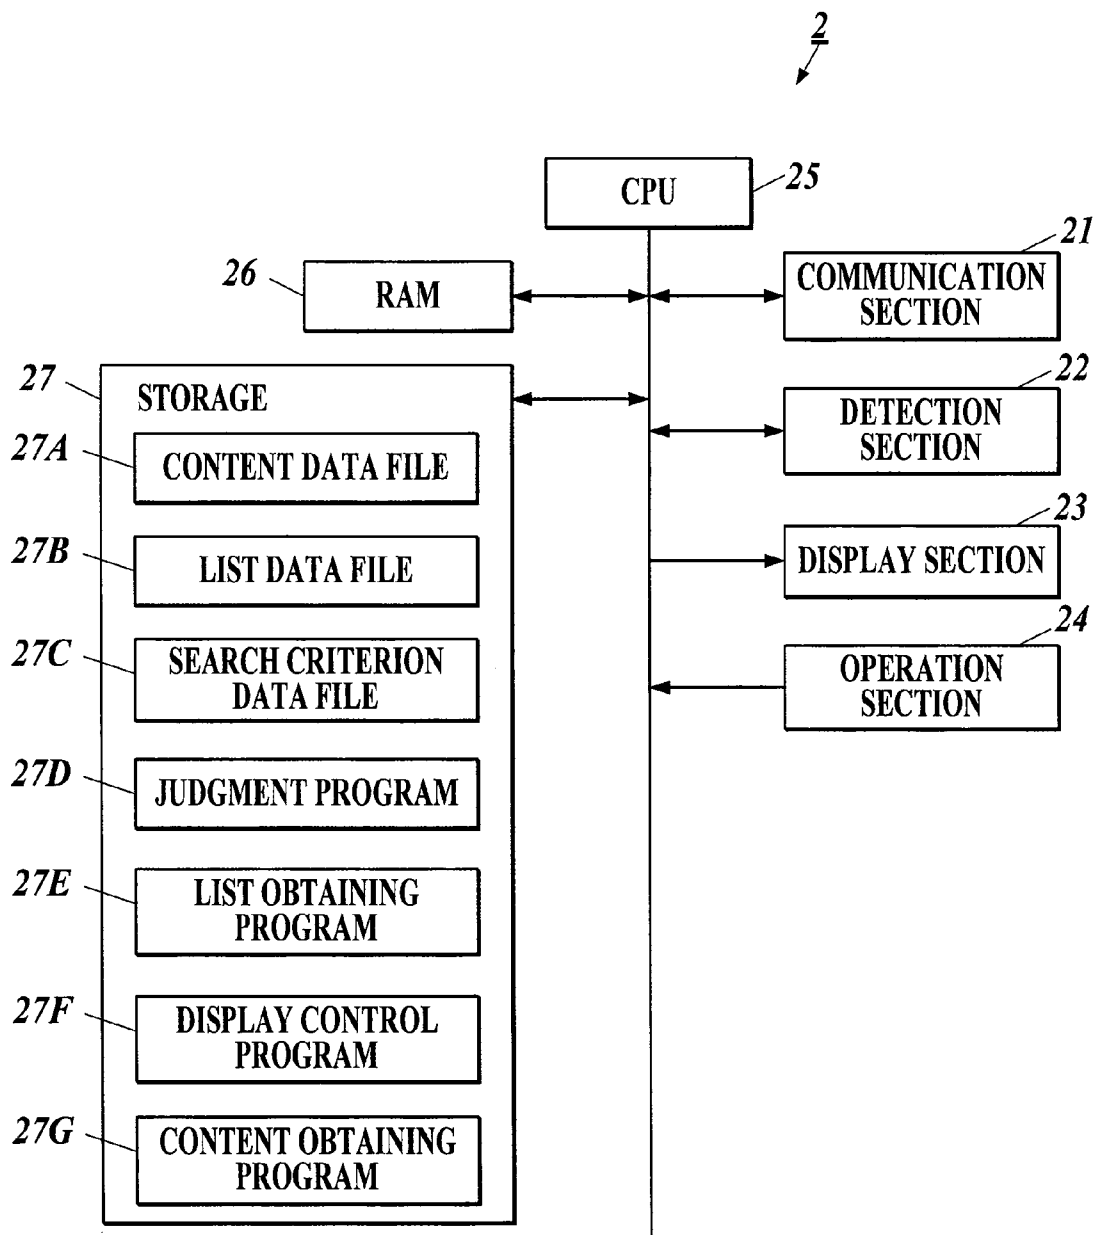 2
CPU
25
26
RAM
21
COMMUNICATION
SECTION
27
STORAGE
22
DETECTION
SECTION
27A
CONTENT DATA FILE
23
DISPLAY SECTION
27B
LIST DATA FILE
24
OPERATION
SECTION
27C
SEARCH CRITERION
DATA FILE
27D
JUDGMENT PROGRAM
27E
LIST OBTAINING
PROGRAM
27F
DISPLAY CONTROL
PROGRAM
27G
CONTENT OBTAINING
PROGRAM